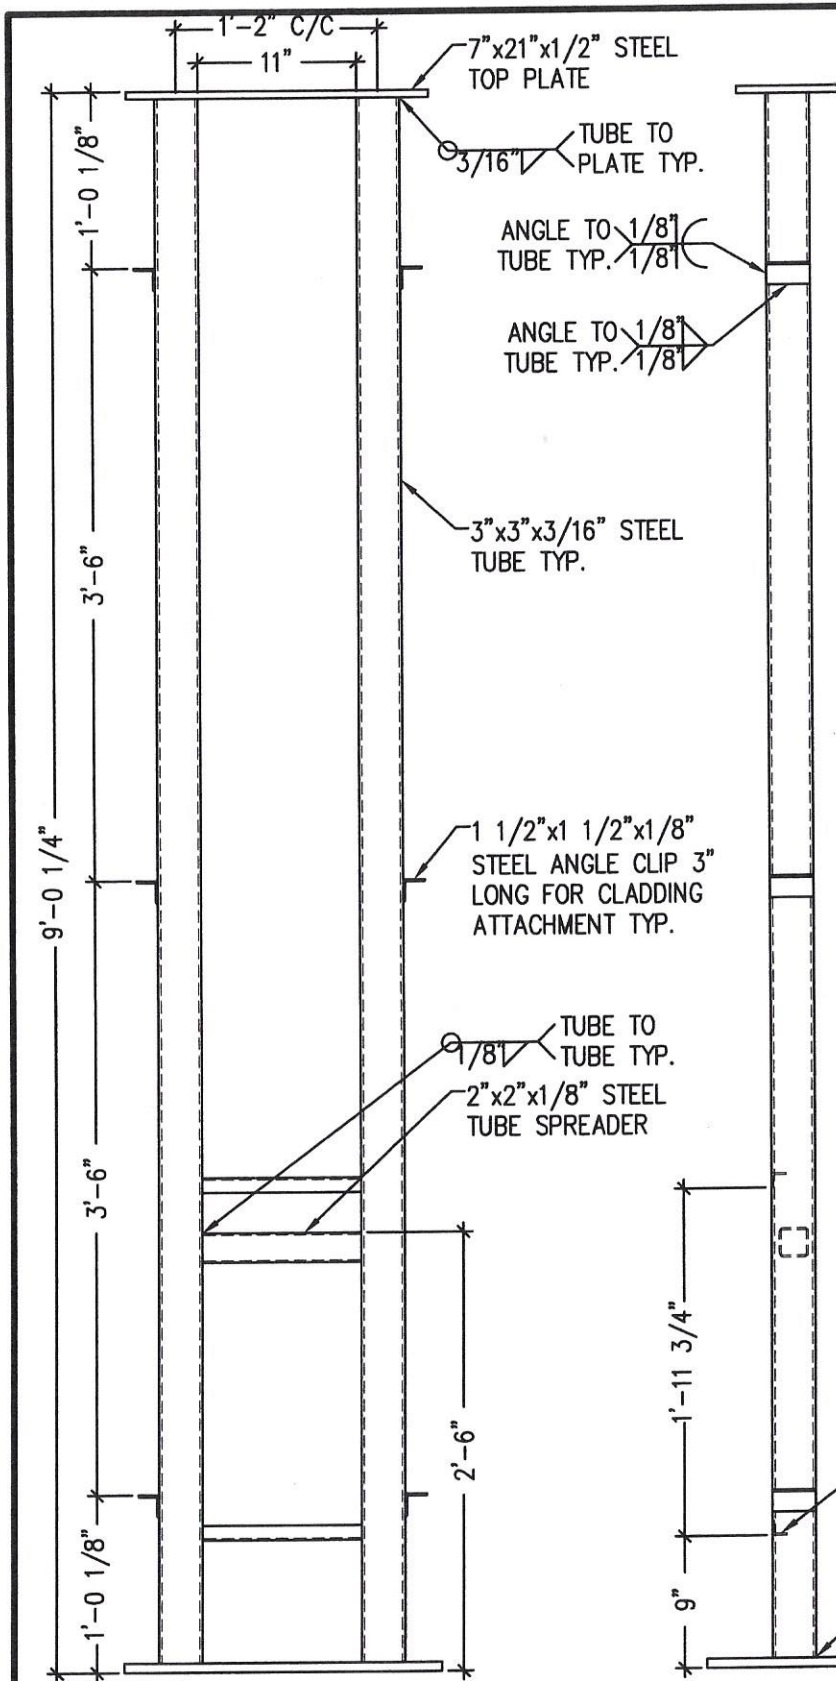 1'-2" C/C
11"
7"x21"x1/2" STEEL
TOP PLATE
3/16"
TUBE TO
PLATE TYP.
1'-0 1/8"
ANGLE TO
TUBE TYP.
1/8"
1/8"
ANGLE TO
TUBE TYP.
1/8"
1/8"
3"x3"x3/16" STEEL
TUBE TYP.
3'-6"
9'-0 1/4"
1 1/2"x1 1/2"x1/8"
STEEL ANGLE CLIP 3"
LONG FOR CLADDING
ATTACHMENT TYP.
1/8"
TUBE TO
TUBE TYP.
2"x2"x1/8" STEEL
TUBE SPREADER
3'-6"
1'-11 3/4"
2'-6"
1'-0 1/8"
9"